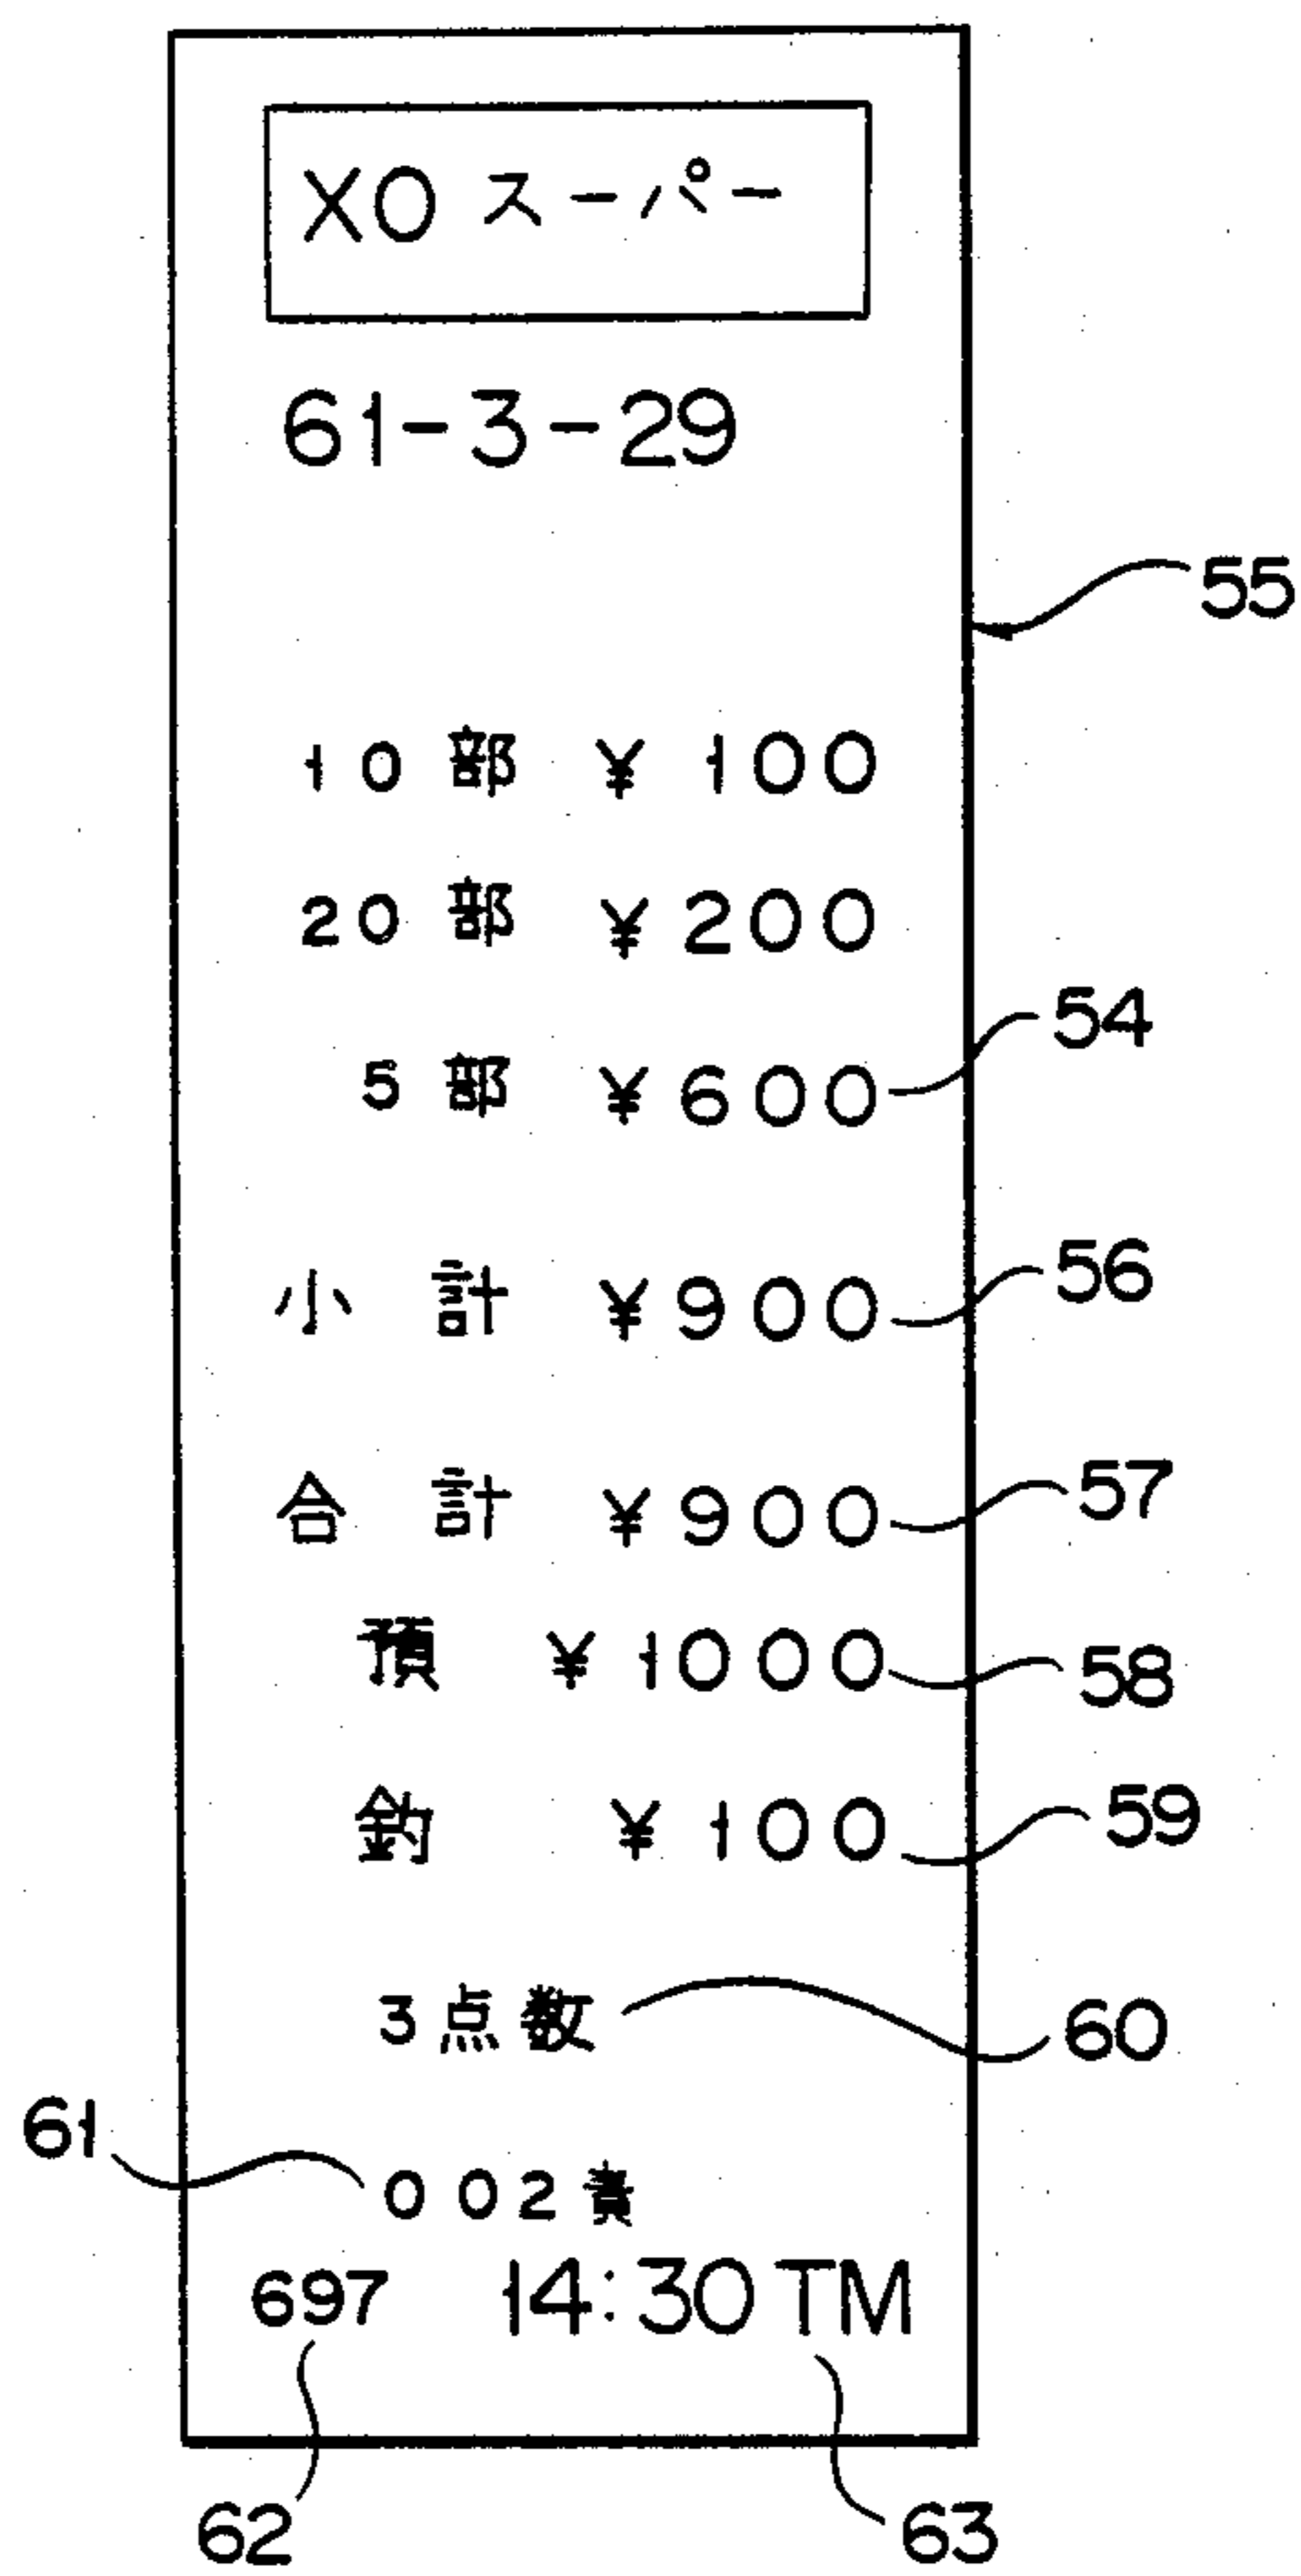 XO スーパー
61-3-29
55
10 部 ¥ 100
20 部 ¥ 200
54
5 部 ¥ 600
56
小 計 ¥ 900
57
合 計 ¥ 900
預 ¥ 1000
58
釣 ¥ 100
59
3 点 数
60
61
002 責
697 14:30 TM
62 63